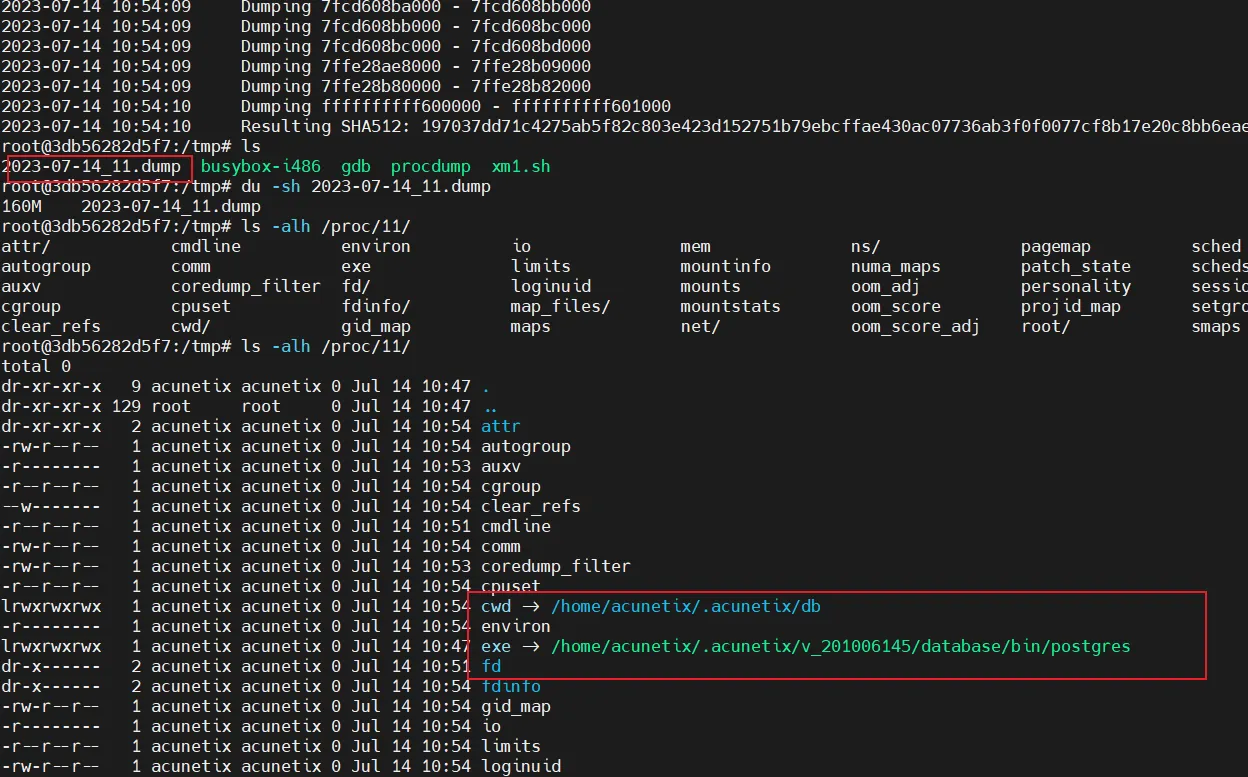 2023-07-14 10:54:09     Dumping 7fcd608ba000 - 7fcd608bb000
2023-07-14 10:54:09     Dumping 7fcd608bb000 - 7fcd608bc000
2023-07-14 10:54:09     Dumping 7fcd608bc000 - 7fcd608bd000
2023-07-14 10:54:09     Dumping 7ffe28ae8000 - 7ffe28b09000
2023-07-14 10:54:09     Dumping 7ffe28b80000 - 7ffe28b82000
2023-07-14 10:54:10     Dumping ffffffffff600000 - ffffffffff601000
2023-07-14 10:54:10     Resulting SHA512: 197037dd71c4275ab5f82c803e423d152751b79ebcffae430ac07736ab3f0f0077cf8b17e20c8bb6eae
root@3db56282d5f7:/tmp# ls
2023-07-14_11.dump  busybox-i486  gdb  procdump  xm1.sh
root@3db56282d5f7:/tmp# du -sh 2023-07-14_11.dump
160M    2023-07-14_11.dump
root@3db56282d5f7:/tmp# ls -alh /proc/11/
attr/            cmdline          environ          io               mem              ns/              pagemap          sched
autogroup        comm             exe              limits           mountinfo        numa_maps        patch_state      scheds
auxv             coredump_filter  fd/              loginuid         mounts           oom_adj          personality      sessio
cgroup           cpuset           fdinfo/          map_files/       mountstats       oom_score        projid_map       setgro
clear_refs       cwd/             gid_map          maps             net/             oom_score_adj    root/            smaps
root@3db56282d5f7:/tmp# ls -alh /proc/11/
total 0
dr-xr-xr-x   9 acunetix acunetix 0 Jul 14 10:47 .
dr-xr-xr-x 129 root     root     0 Jul 14 10:47 ..
dr-xr-xr-x   2 acunetix acunetix 0 Jul 14 10:54 attr
-rw-r--r--   1 acunetix acunetix 0 Jul 14 10:54 autogroup
-r--------   1 acunetix acunetix 0 Jul 14 10:53 auxv
-r--r--r--   1 acunetix acunetix 0 Jul 14 10:54 cgroup
--w-------   1 acunetix acunetix 0 Jul 14 10:54 clear_refs
-r--r--r--   1 acunetix acunetix 0 Jul 14 10:51 cmdline
-rw-r--r--   1 acunetix acunetix 0 Jul 14 10:54 comm
-rw-r--r--   1 acunetix acunetix 0 Jul 14 10:53 coredump_filter
-r--r--r--   1 acunetix acunetix 0 Jul 14 10:54 cpuset
lrwxrwxrwx   1 acunetix acunetix 0 Jul 14 10:54 cwd -> /home/acunetix/.acunetix/db
-r--------   1 acunetix acunetix 0 Jul 14 10:54 environ
lrwxrwxrwx   1 acunetix acunetix 0 Jul 14 10:47 exe -> /home/acunetix/.acunetix/v_201006145/database/bin/postgres
dr-x------   2 acunetix acunetix 0 Jul 14 10:51 fd
dr-x------   2 acunetix acunetix 0 Jul 14 10:54 fdinfo
-rw-r--r--   1 acunetix acunetix 0 Jul 14 10:54 gid_map
-r--------   1 acunetix acunetix 0 Jul 14 10:54 io
-r--r--r--   1 acunetix acunetix 0 Jul 14 10:54 limits
-rw-r--r--   1 acunetix acunetix 0 Jul 14 10:54 loginuid